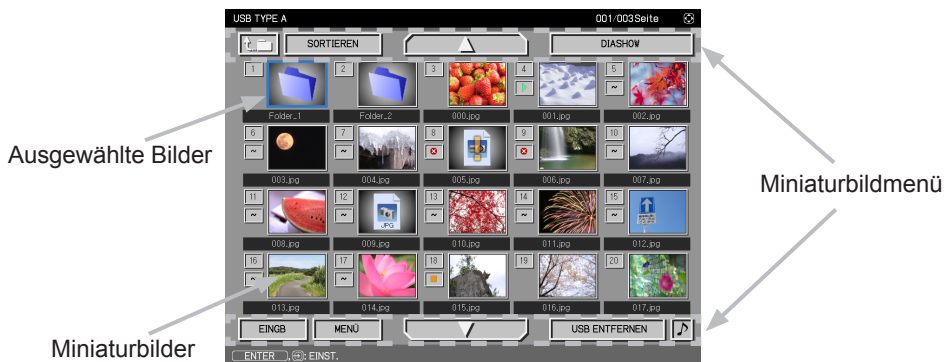 USB TYPE A 001/003Seite
SORTIEREN DIASHOW
1 2 3 4 5
Folder_1 Folder_2 000.jpg 001.jpg 002.jpg
6 7 8 9 10
003.jpg 004.jpg 005.jpg 006.jpg 007.jpg
11 12 13 14 15
JPG
008.jpg 009.jpg 010.jpg 011.jpg 012.jpg
16 17 18 19 20
013.jpg 014.jpg 015.jpg 016.jpg 017.jpg
EINGB MENÜ USB ENTFERNEN
ENTER , : EINST.
Ausgewählte Bilder
Miniaturbilder
Miniaturbildmenü